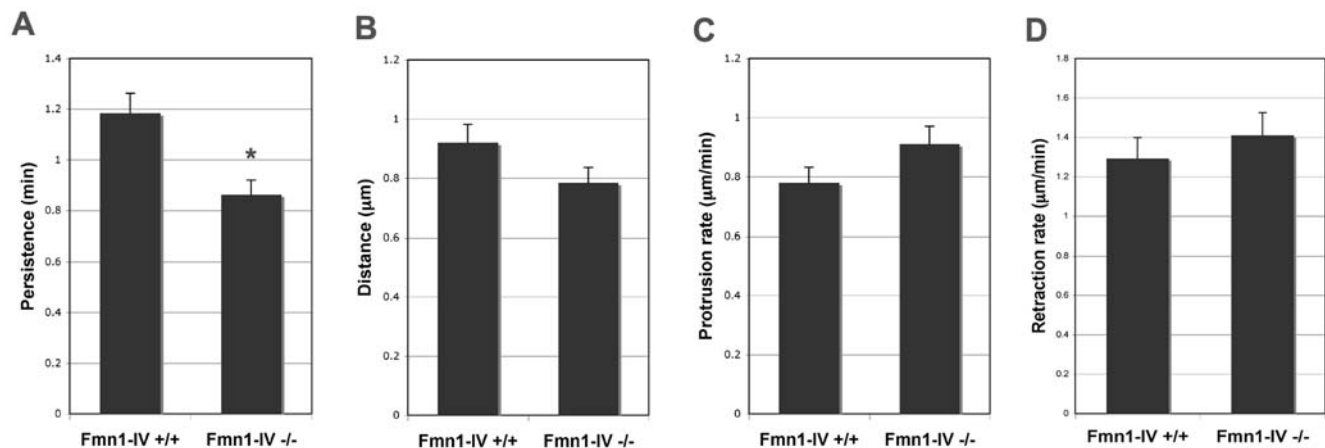 A
Persistence (min)
1.4
1.2
1
0.8
0.6
0.4
0.2
0
*
Fmn1-IV +/+ Fmn1-IV -/-
B
Distance (µm)
1.2
1
0.8
0.6
0.4
0.2
0
Fmn1-IV +/+ Fmn1-IV -/-
C
Protrusion rate (µm/min)
1.2
1
0.8
0.6
0.4
0.2
0
Fmn1-IV +/+ Fmn1-IV -/-
D
Retraction rate (µm/min)
1.8
1.6
1.4
1.2
1
0.8
0.6
0.4
0.2
0
Fmn1-IV +/+ Fmn1-IV -/-